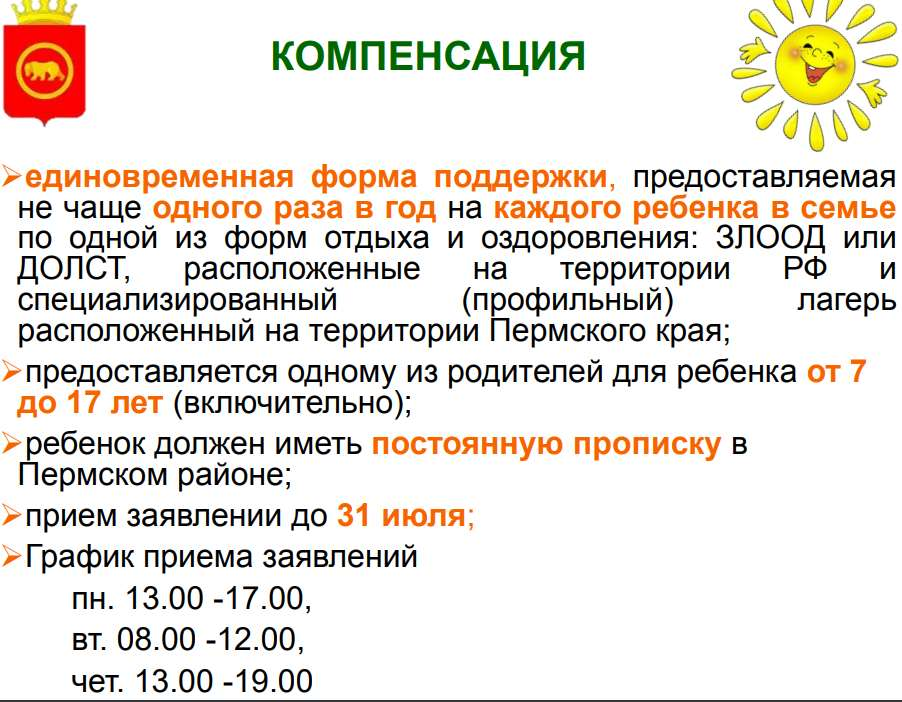 КОМПЕНСАЦИЯ
единовременная форма поддержки, предоставляемая
не чаще одного раза в год на каждого ребенка в семье
по одной из форм отдыха и оздоровления: ЗЛООД или
ДОЛСТ, расположенные на территории РФ и
специализированный (профильный) лагерь
расположенный на территории Пермского края;
предоставляется одному из родителей для ребенка от 7
до 17 лет (включительно);
ребенок должен иметь постоянную прописку в
Пермском районе;
прием заявлении до 31 июля;
График приема заявлений
пн. 13.00 -17.00,
вт. 08.00 -12.00,
чет. 13.00 -19.00